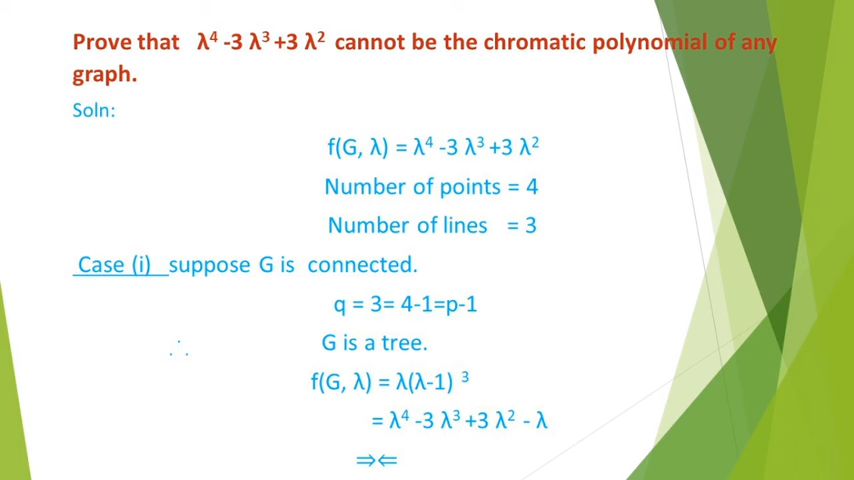 Prove that λ⁴ -3 λ³ +3 λ² cannot be the chromatic polynomial of any
graph.
Soln:
f(G, λ) = λ⁴ -3 λ³ +3 λ²
Number of points = 4
Number of lines = 3
Case (i) suppose G is connected.
q = 3= 4-1=p-1
∴ G is a tree.
f(G, λ) = λ(λ-1) ³
= λ⁴ -3 λ³ +3 λ² - λ
⇒⇐